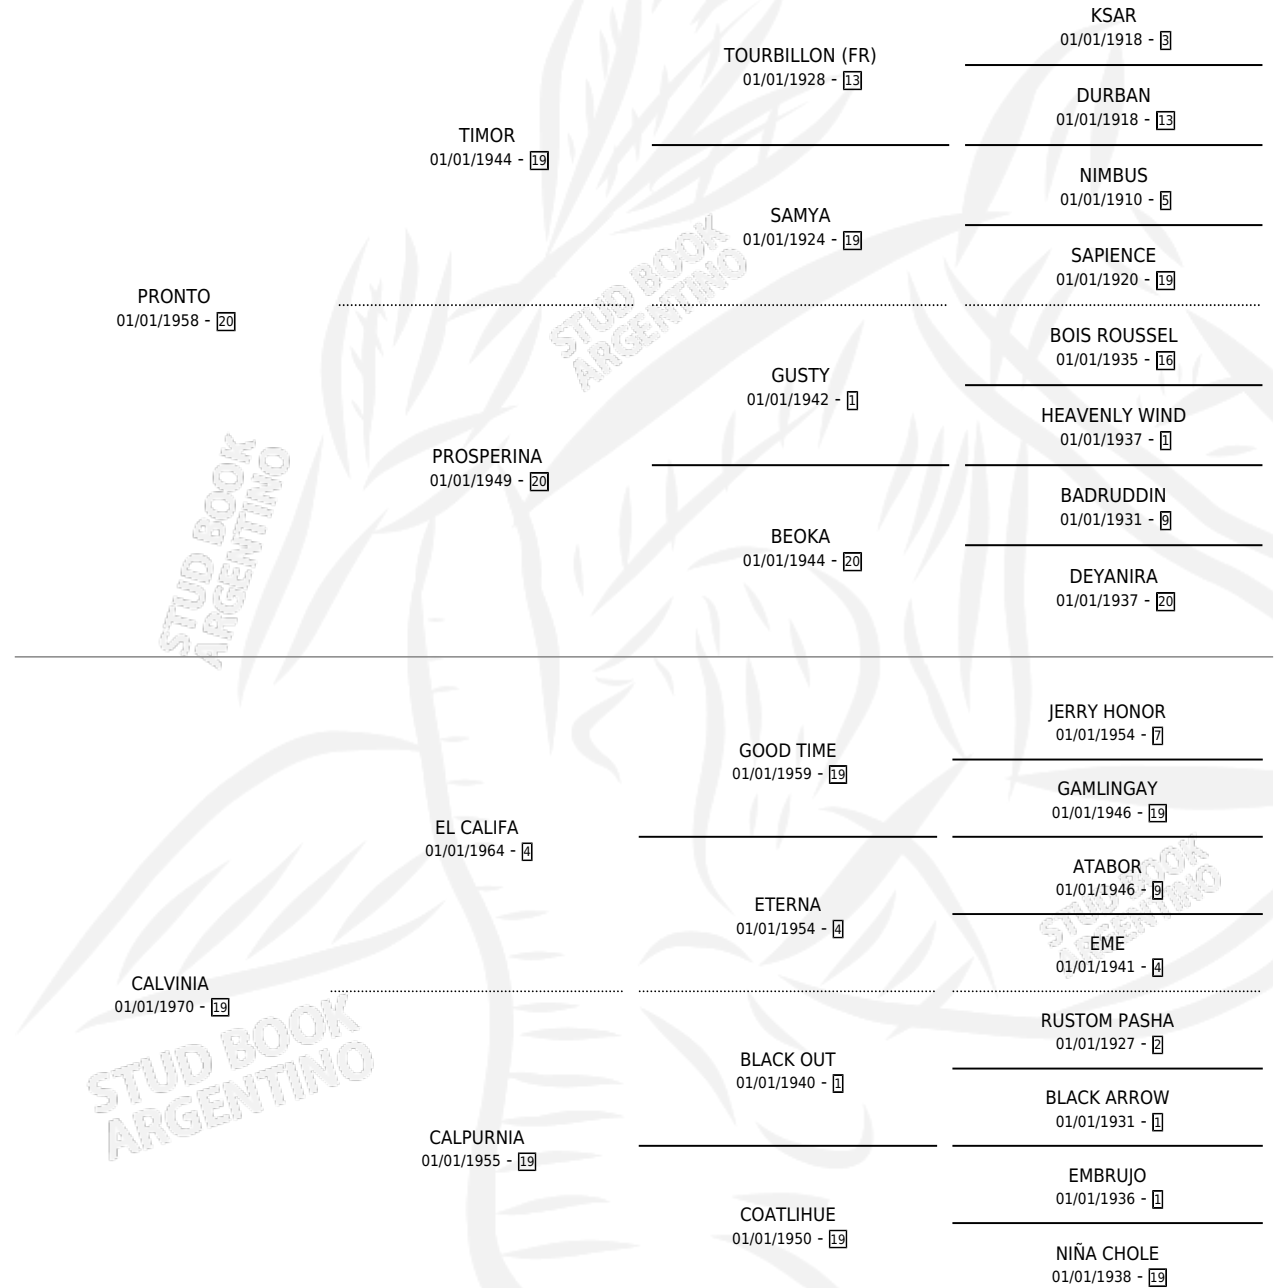 KSAR
01/01/1918 - 3
TOURBILLON (FR)
01/01/1928 - 13
DURBAN
01/01/1918 - 13
TIMOR
01/01/1944 - 19
NIMBUS
01/01/1910 - 5
SAMYA
01/01/1924 - 19
SAPIENCE
01/01/1920 - 19
STUD BOOK
ARGENTINO
PRONTO
01/01/1958 - 20
BOIS ROUSSEL
01/01/1935 - 16
GUSTY
01/01/1942 - 1
HEAVENLY WIND
01/01/1937 - 1
PROSPERINA
01/01/1949 - 20
BADRUDDIN
01/01/1931 - 9
BEOKA
01/01/1944 - 20
DEYANIRA
01/01/1937 - 20
STUD BOOK
ARGENTINO
JERRY HONOR
01/01/1954 - 7
GOOD TIME
01/01/1959 - 19
GAMLINGAY
01/01/1946 - 19
EL CALIFA
01/01/1964 - 4
ATABOR
01/01/1946 - 9
ETERNA
01/01/1954 - 4
EME
01/01/1941 - 4
STUD BOOK
ARGENTINO
CALVINIA
01/01/1970 - 19
RUSTOM PASHA
01/01/1927 - 2
BLACK OUT
01/01/1940 - 1
BLACK ARROW
01/01/1931 - 1
STUD BOOK
ARGENTINO
CALPURNIA
01/01/1955 - 19
EMBRUJO
01/01/1936 - 1
COATLIHUE
01/01/1950 - 19
NIÑA CHOLE
01/01/1938 - 19